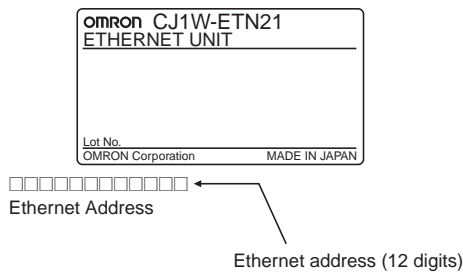 OMRON CJ1W-ETN21
ETHERNET UNIT
Lot No.
OMRON Corporation MADE IN JAPAN
□□□□□□□□□□□□
Ethernet Address
Ethernet address (12 digits)